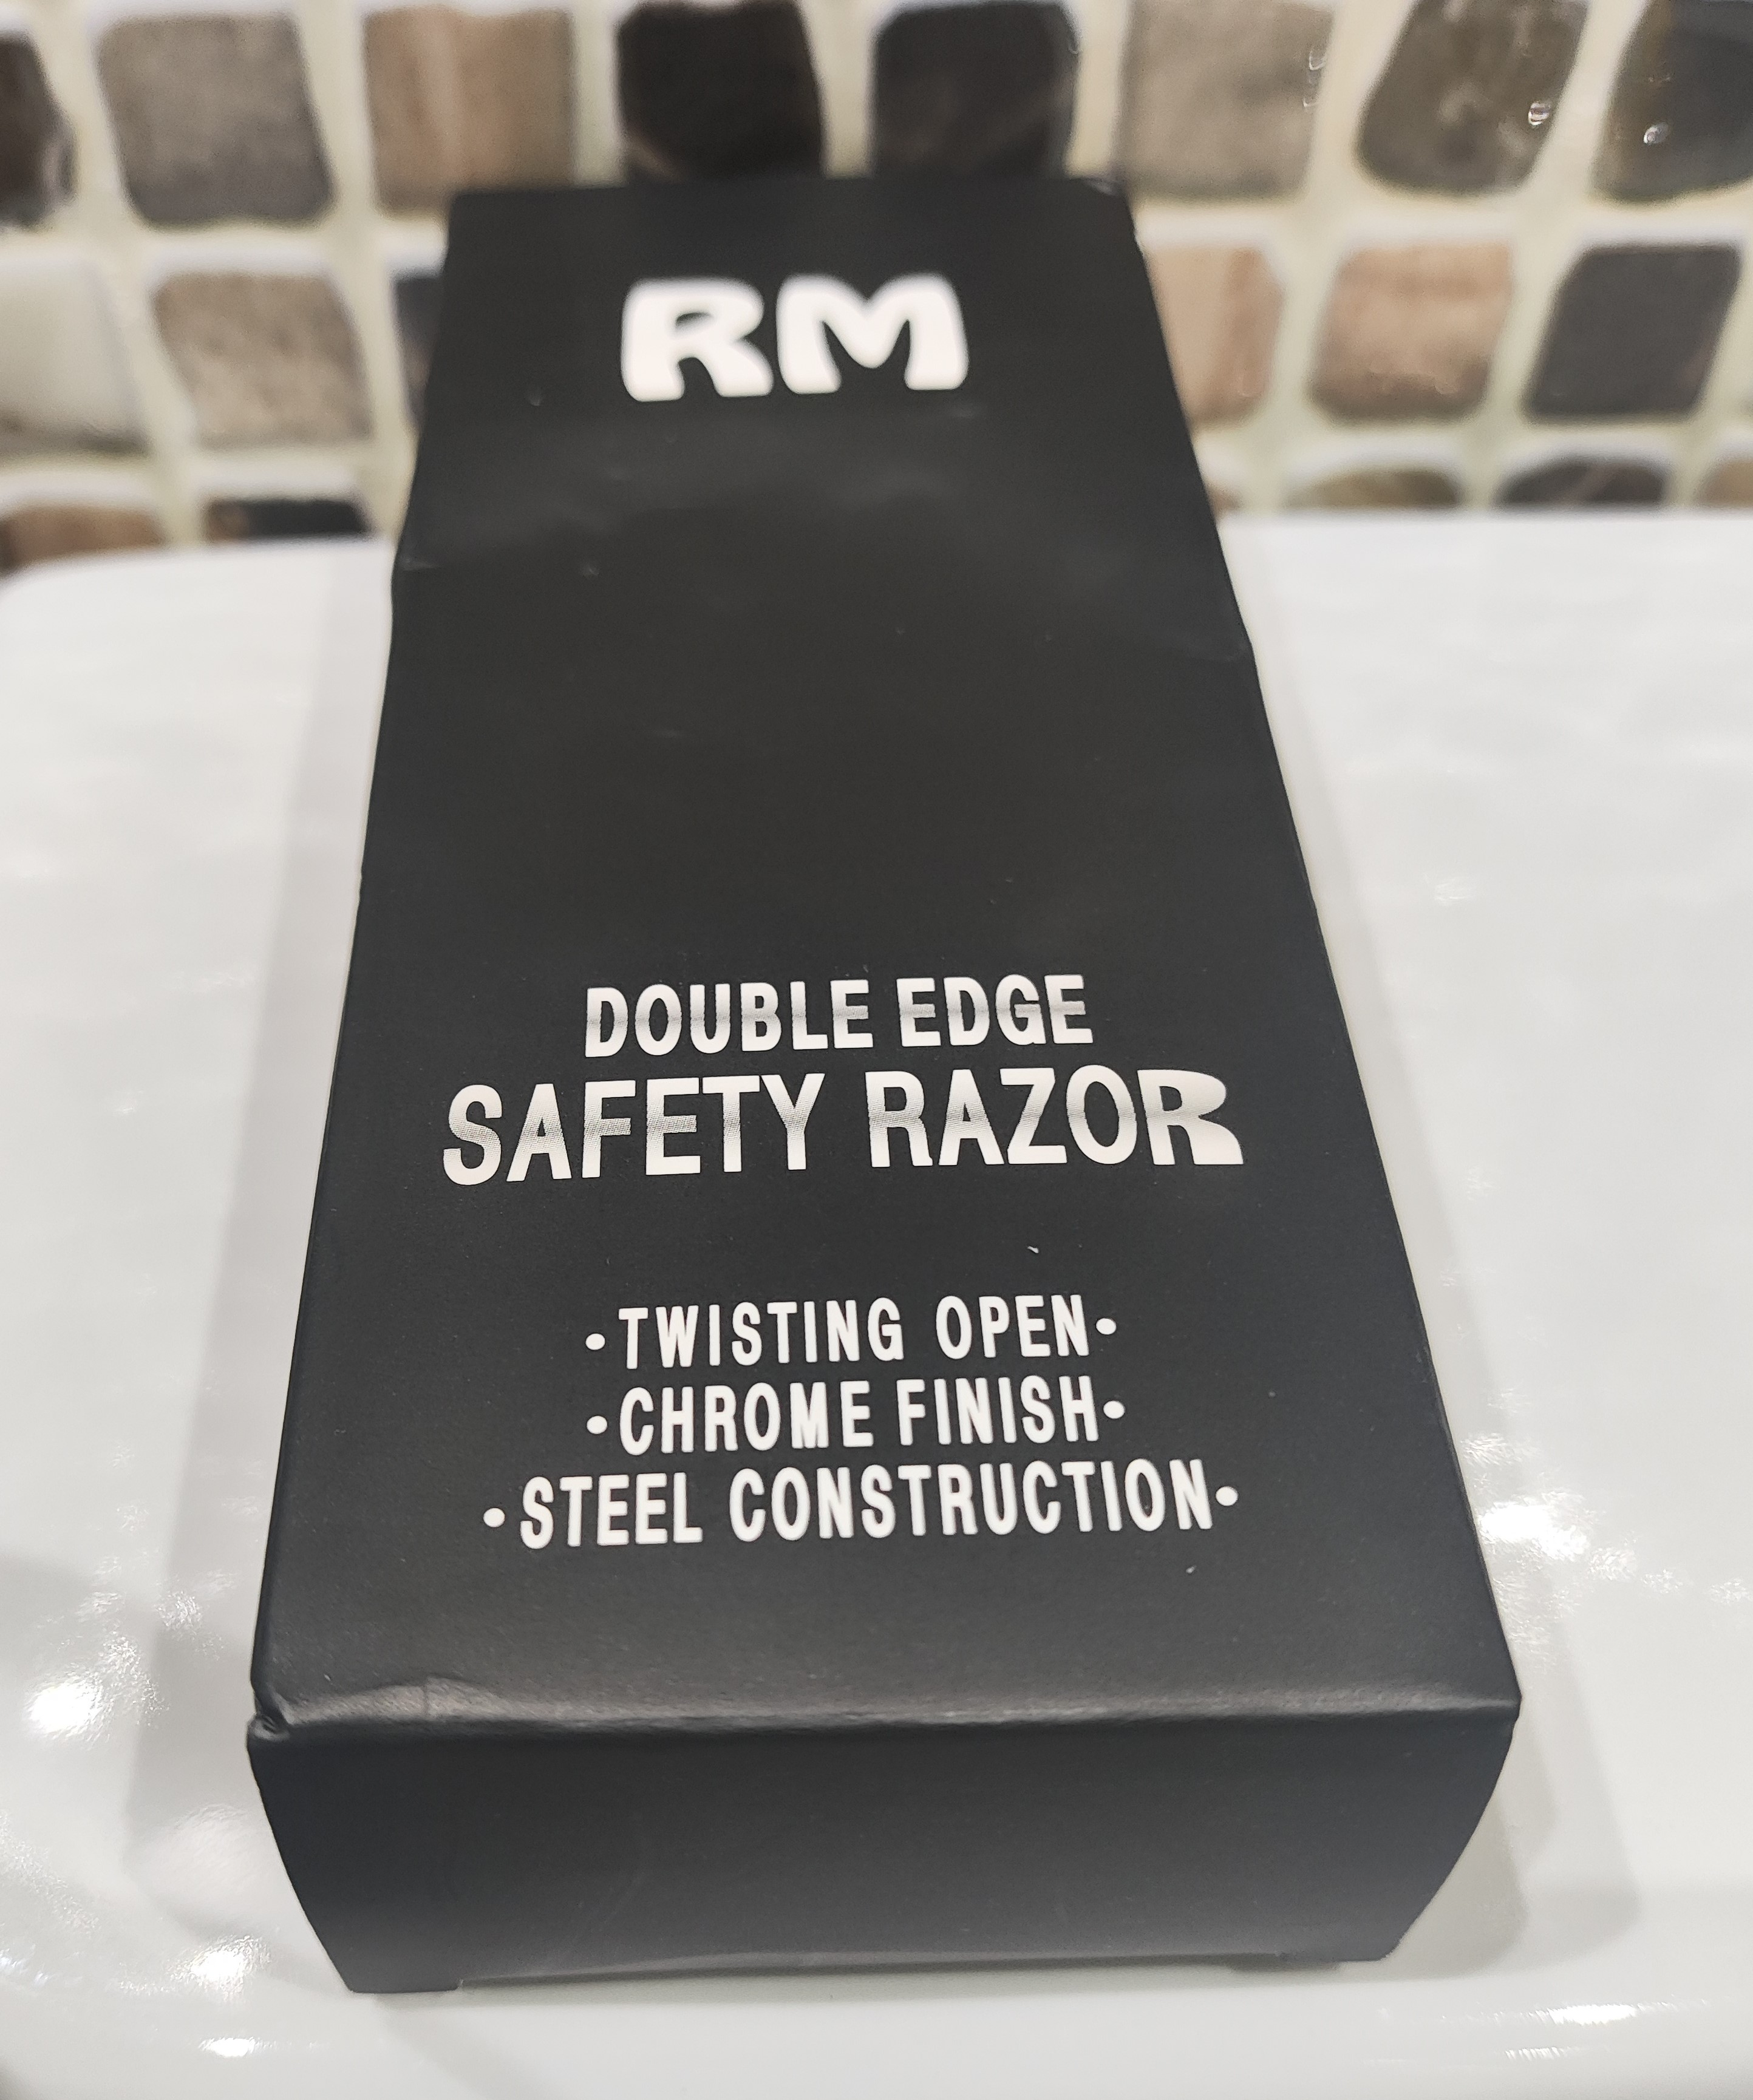 RM
DOUBLE EDGE
SAFETY RAZOR
•TWISTING OPEN•
•CHROME FINISH•
•STEEL CONSTRUCTION•